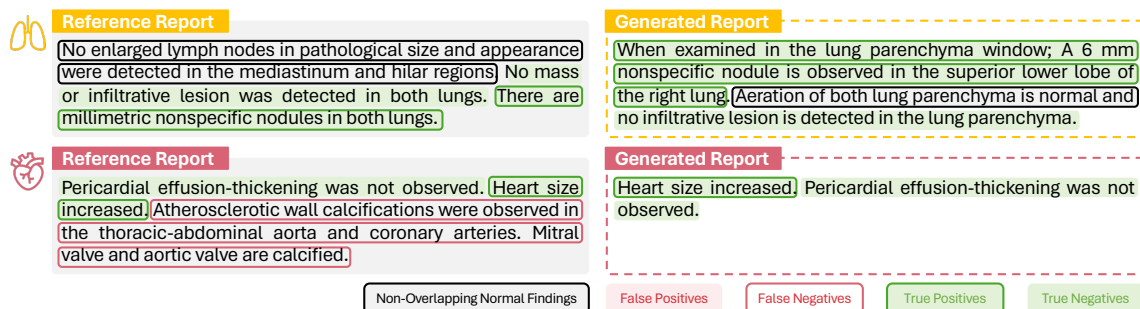 Reference Report
No enlarged lymph nodes in pathological size and appearance
were detected in the mediastinum and hilar regions. No mass
or infiltrative lesion was detected in both lungs. There are
millimetric nonspecific nodules in both lungs.
Generated Report
When examined in the lung parenchyma window; A 6 mm
nonspecific nodule is observed in the superior lower lobe of
the right lung. Aeration of both lung parenchyma is normal and
no infiltrative lesion is detected in the lung parenchyma.
Reference Report
Pericardial effusion-thickening was not observed. Heart size
increased. Atherosclerotic wall calcifications were observed in
the thoracic-abdominal aorta and coronary arteries. Mitral
valve and aortic valve are calcified.
Generated Report
Heart size increased. Pericardial effusion-thickening was not
observed.
Non-Overlapping Normal Findings
False Positives
False Negatives
True Positives
True Negatives